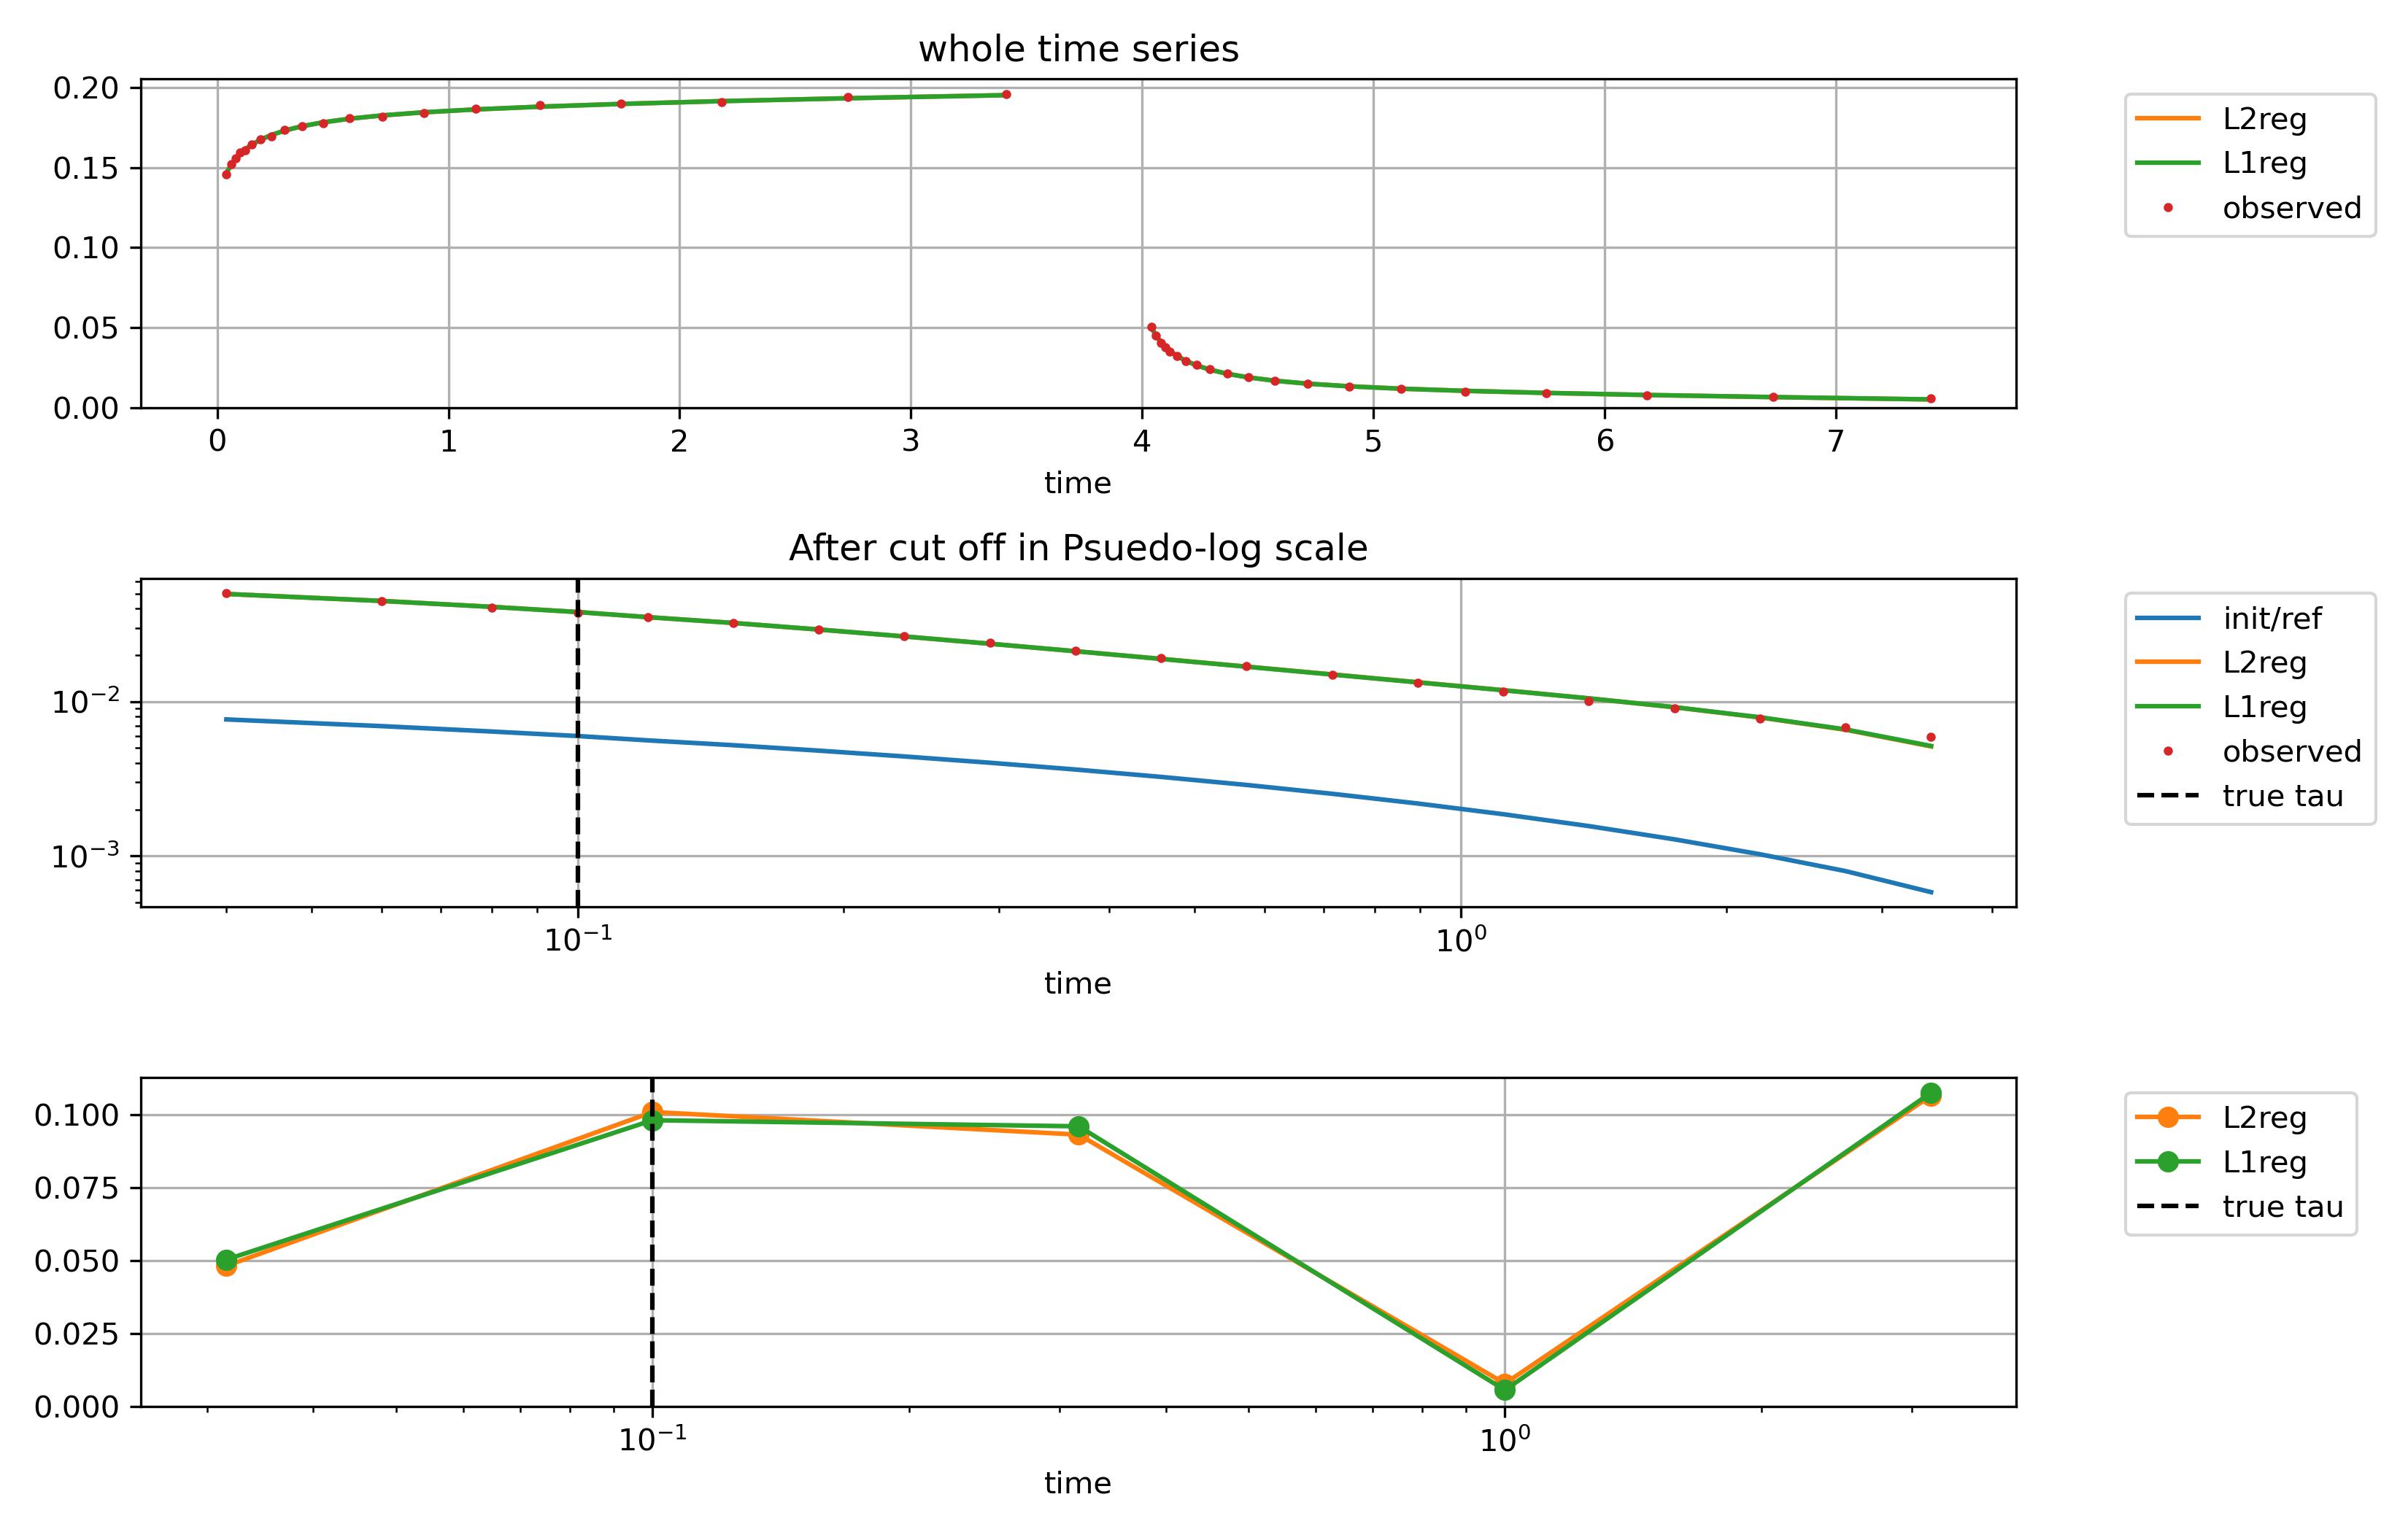 whole time series
0.20
0.15
0.10
0.05
0.00
0 1 2 3 4 5 6 7
time
L2reg
L1reg
observed
After cut off in Psuedo-log scale
10⁻²
10⁻³
10⁻¹ 10⁰
time
init/ref
L2reg
L1reg
observed
true tau
0.100
0.075
0.050
0.025
0.000
10⁻¹ 10⁰
time
L2reg
L1reg
true tau